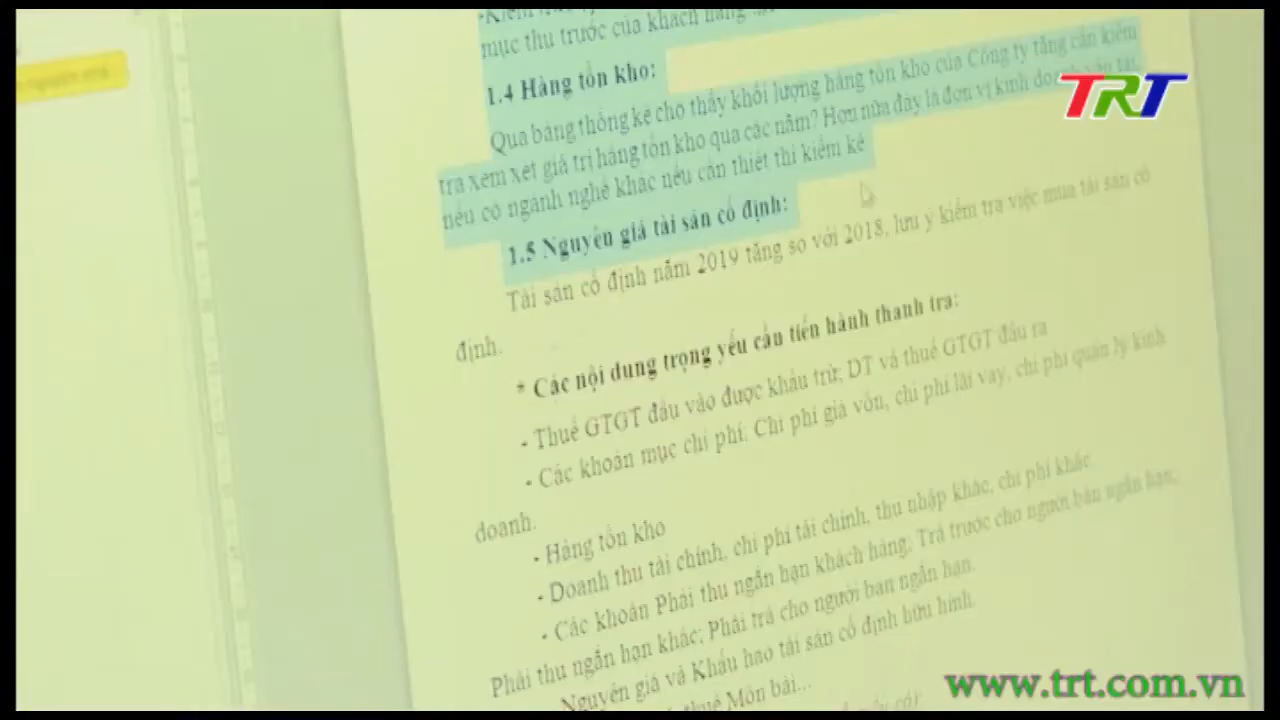 mục thu trước của khách hàng
1.4 Hàng tồn kho:
Qua bảng thống kê cho thấy khối lượng hàng tồn kho của Công ty tăng cần kiểm
tra xem xét giá trị hàng tồn kho qua các năm? Hơn nữa đây là đơn vị kinh doanh vận tải,
nếu có ngành nghề khác nếu cần thiết thì kiểm kê
1.5 Nguyên giá tài sản cố định:
Tài sản cố định năm 2019 tăng so với 2018, lưu ý kiểm tra việc mua tài sản cố
định.
* Các nội dung trọng yếu cần tiến hành thanh tra:
- Thuế GTGT đầu vào được khấu trừ, DT và thuế GTGT đầu ra
- Các khoản mục chi phí: Chi phí giá vốn, chi phí lãi vay, chi phí quản lý kinh
doanh.
- Hàng tồn kho
- Doanh thu tài chính, chi phí tài chính, thu nhập khác, chi phí khác
- Các khoản Phải thu ngắn hạn khách hàng; Trả trước cho người bán ngắn hạn;
Phải thu ngắn hạn khác; Phải trả cho người bán ngắn hạn.
Nguyên giá và Khấu hao tài sản cố định hữu hình
thuế Môn bài...
TRT
www.trt.com.vn